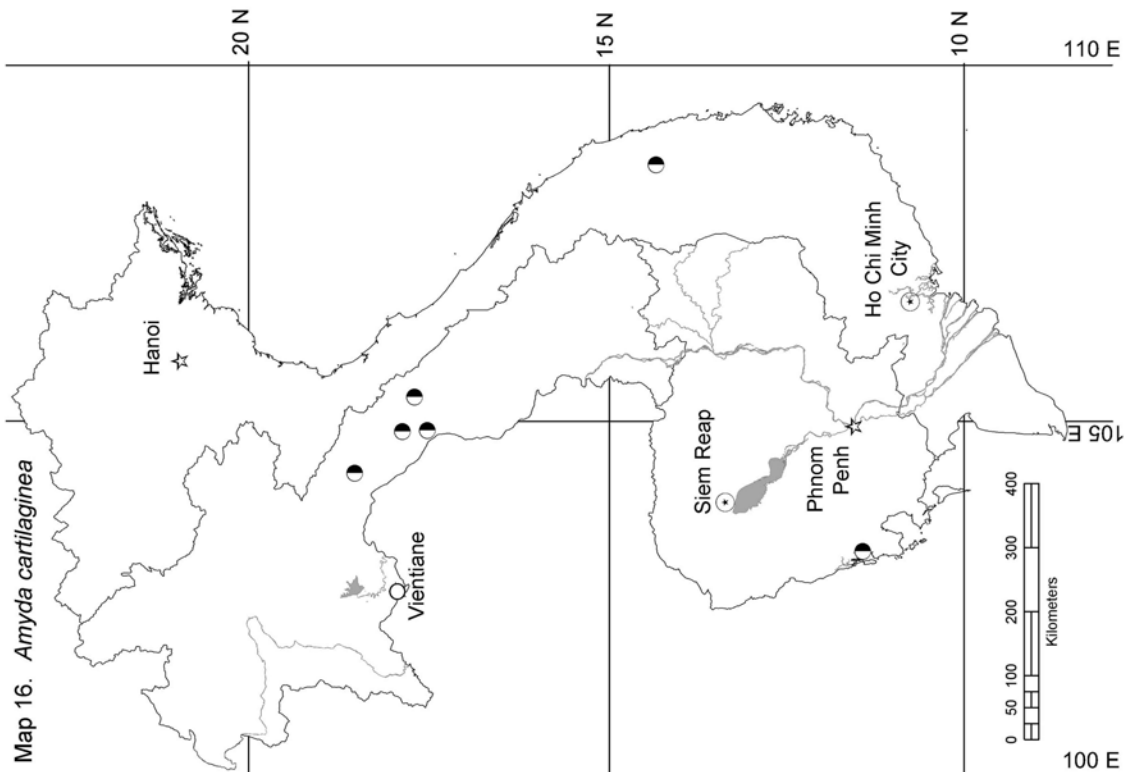 Map 16. Amyda cartilaginea
20 N
15 N
10 N
110 E
105 E
100 E
Hanoi
Vientiane
Siem Reap
Phnom
Penh
Ho Chi Minh
City
0 50 100 200 300 400
Kilometers